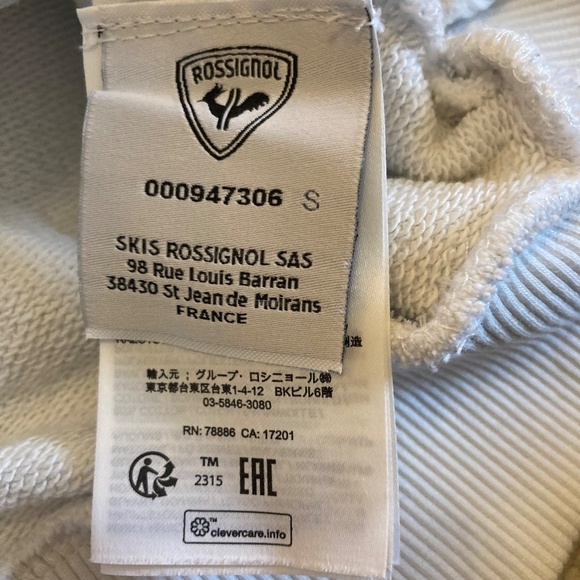 ROSSIGNOL
000947306 S
SKIS ROSSIGNOL SAS
98 Rue Louis Barran
38430 St Jean de Moirans
FRANCE
輸入元 ; グループ・ロシニョール㈱
東京都台東区台東1-4-12 BKビル6階
03-5846-3080
RN: 78886 CA: 17201
TM
2315 EAC
TM
clevercare.info